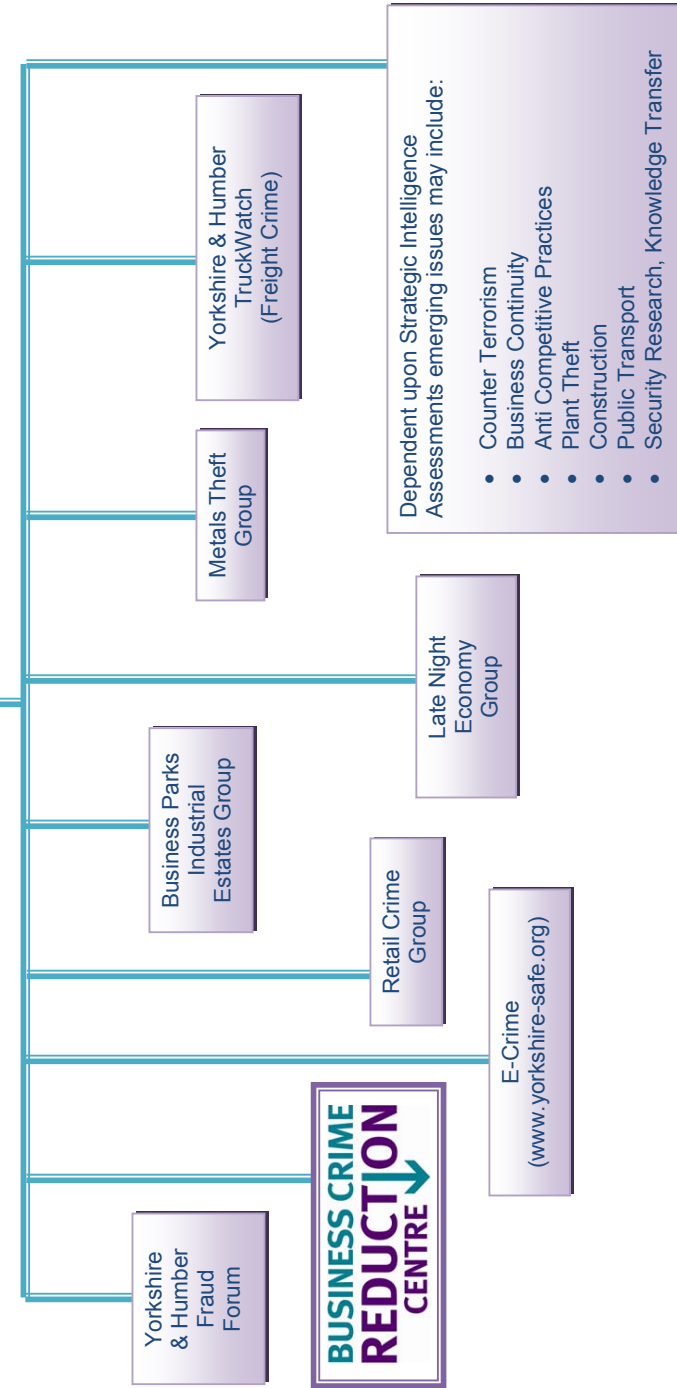 Yorkshire
& Humber
Fraud
Forum
BUSINESS CRIME
REDUCTION
CENTRE
E-Crime
(www.yorkshire-safe.org)
Retail Crime
Group
Business Parks
Industrial
Estates Group
Late Night
Economy
Group
Metals Theft
Group
Yorkshire & Humber
TruckWatch
(Freight Crime)
Dependent upon Strategic Intelligence
Assessments emerging issues may include:
• Counter Terrorism
• Business Continuity
• Anti Competitive Practices
• Plant Theft
• Construction
• Public Transport
• Security Research, Knowledge Transfer